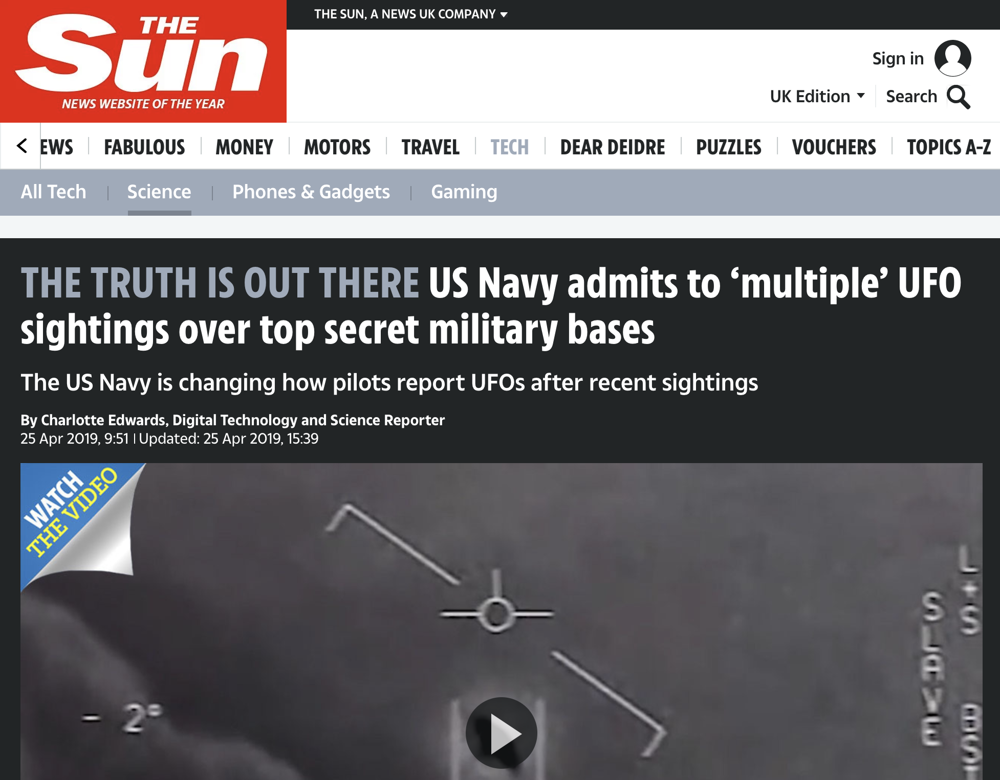 THE SUN, A NEWS UK COMPANY
THE
Sun
NEWS WEBSITE OF THE YEAR
Sign in
UK Edition
Search
EWS
FABULOUS
MONEY
MOTORS
TRAVEL
TECH
DEAR DEIDRE
PUZZLES
VOUCHERS
TOPICS A-Z
All Tech
Science
Phones & Gadgets
Gaming
THE TRUTH IS OUT THERE US Navy admits to ‘multiple’ UFO
sightings over top secret military bases
The US Navy is changing how pilots report UFOs after recent sightings
By Charlotte Edwards, Digital Technology and Science Reporter
25 Apr 2019, 9:51 | Updated: 25 Apr 2019, 15:39
WATCH
THE VIDEO
- 2°
SLAVE
L+S
BST